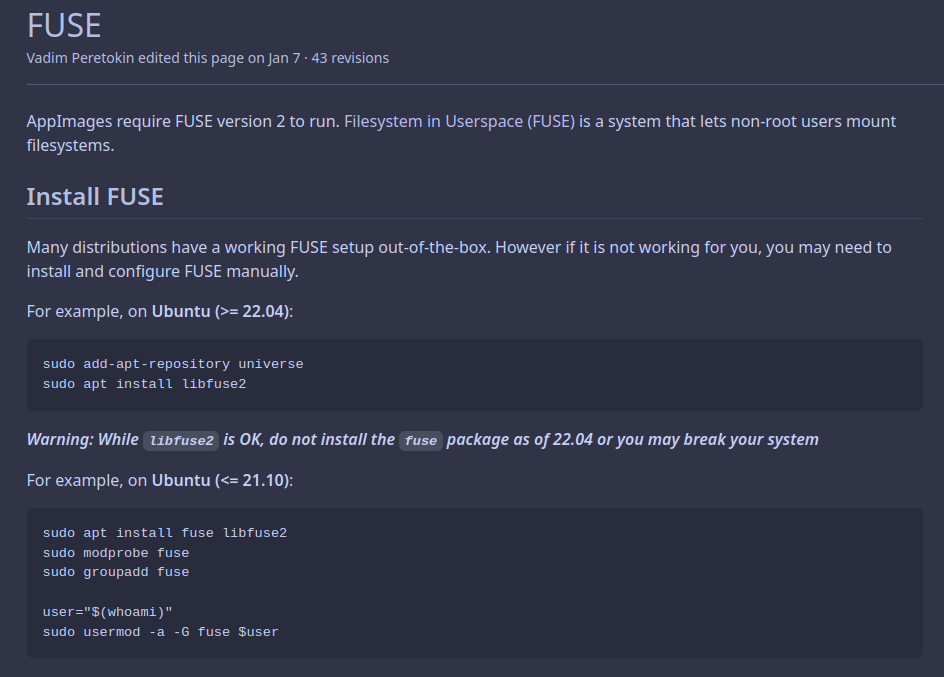 FUSE
Vadim Peretokin edited this page on Jan 7 · 43 revisions
AppImages require FUSE version 2 to run. Filesystem in Userspace (FUSE) is a system that lets non-root users mount
filesystems.
Install FUSE
Many distributions have a working FUSE setup out-of-the-box. However if it is not working for you, you may need to
install and configure FUSE manually.
For example, on Ubuntu (>= 22.04):
sudo add-apt-repository universe
sudo apt install libfuse2
Warning: While libfuse2 is OK, do not install the fuse package as of 22.04 or you may break your system
For example, on Ubuntu (<= 21.10):
sudo apt install fuse libfuse2
sudo modprobe fuse
sudo groupadd fuse
user="$(whoami)"
sudo usermod -a -G fuse $user